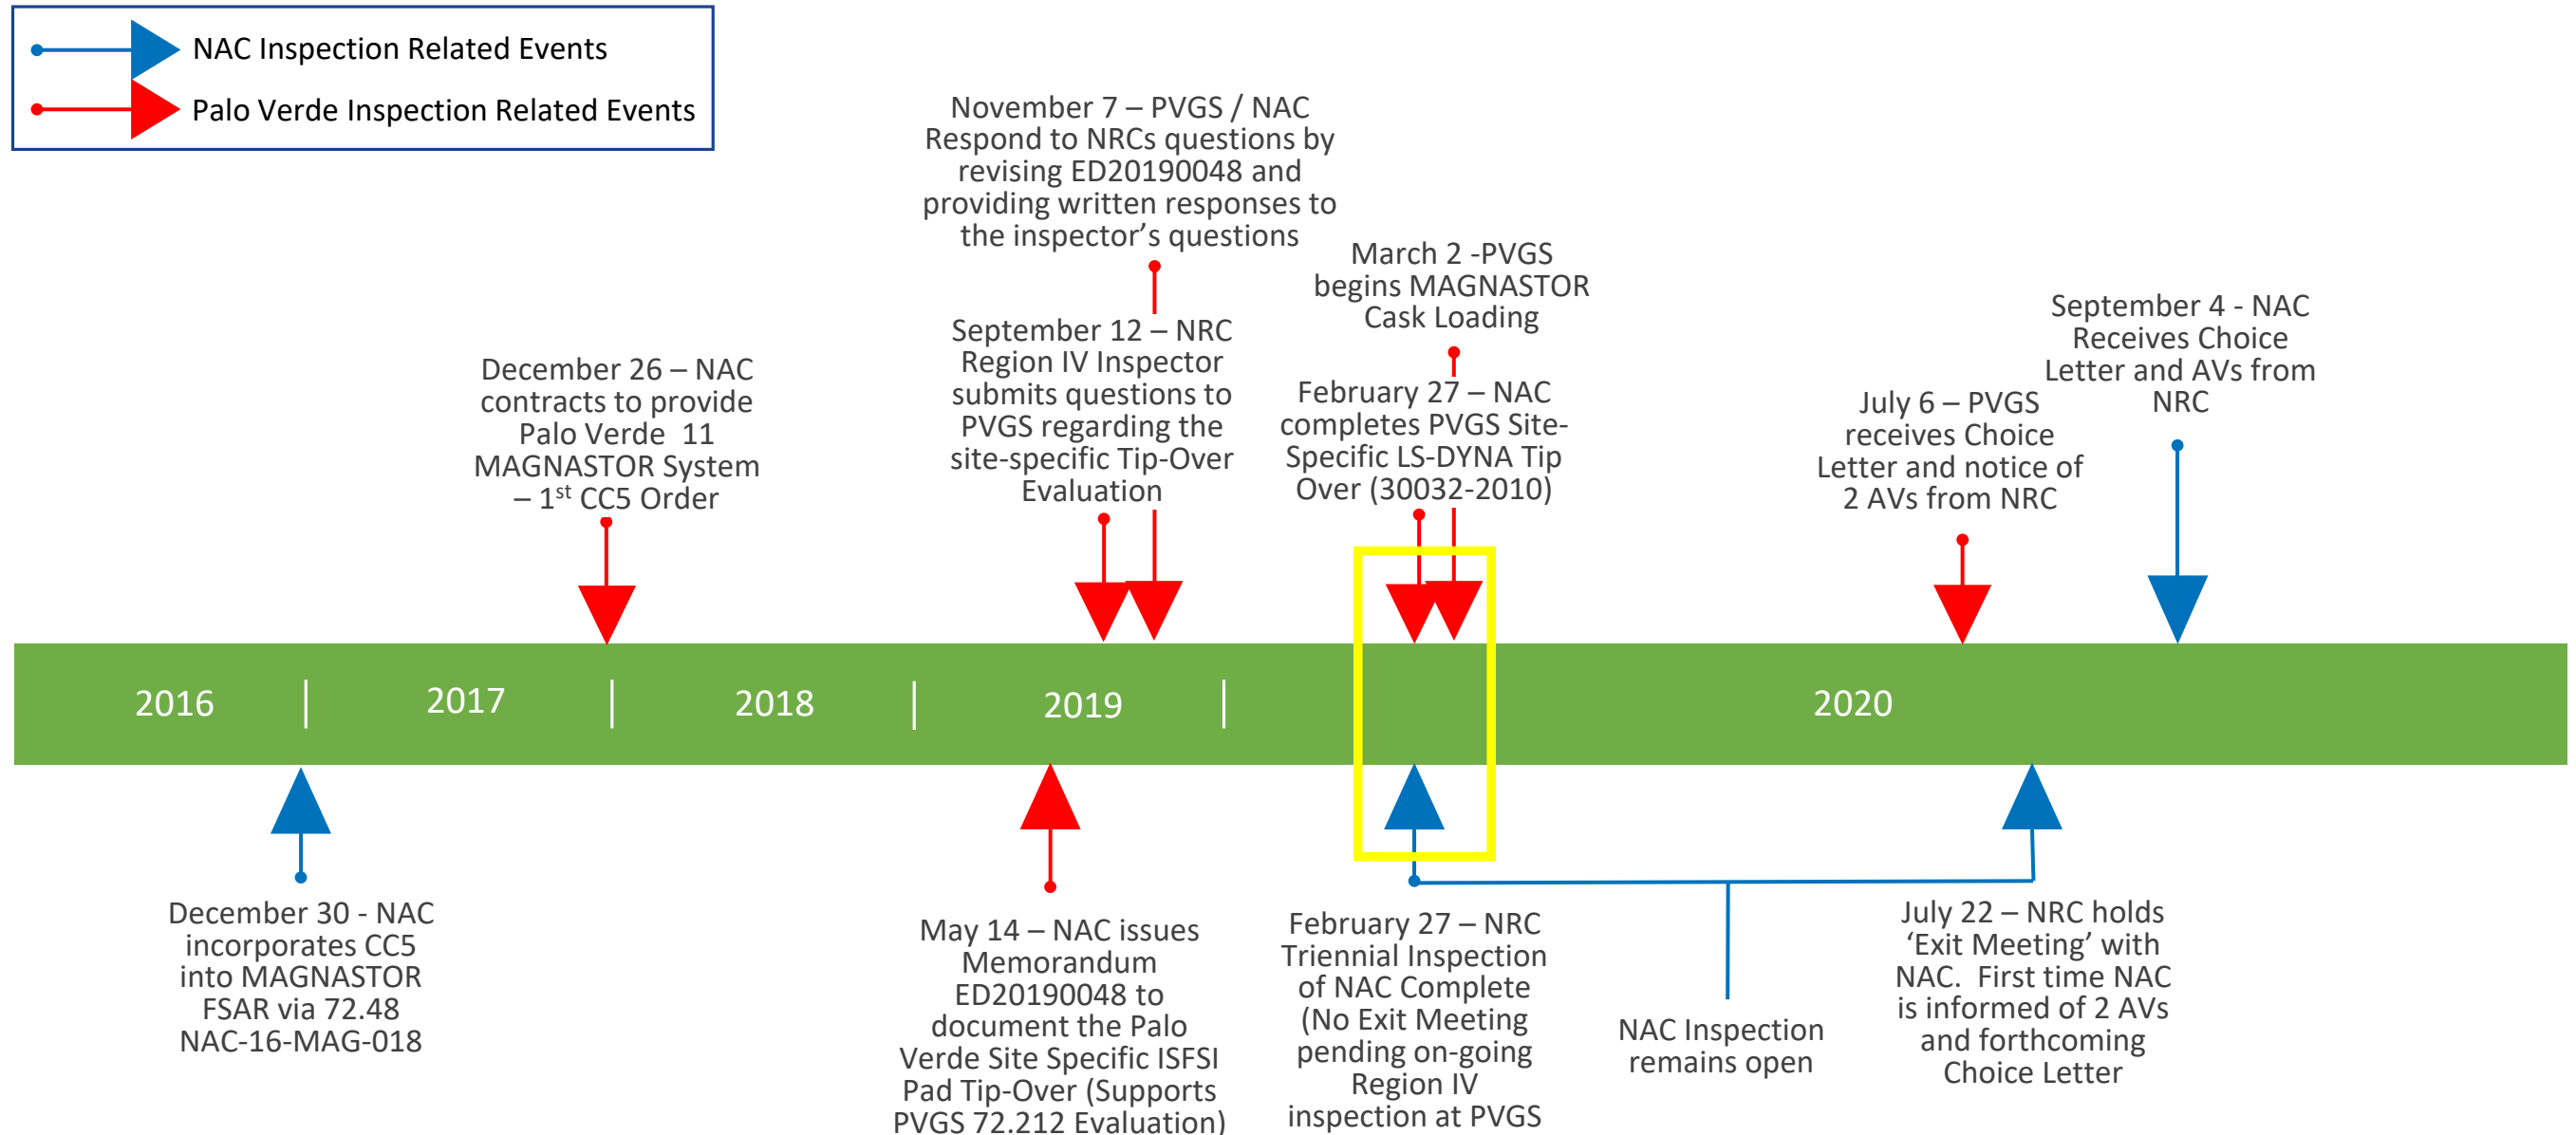 NAC Inspection Related Events
Palo Verde Inspection Related Events
November 7 – PVGS / NAC
Respond to NRCs questions by
revising ED20190048 and
providing written responses to
the inspector's questions
March 2 -PVGS
begins MAGNASTOR
Cask Loading
September 12 – NRC
Region IV Inspector
submits questions to
PVGS regarding the
site-specific Tip-Over
Evaluation
September 4 - NAC
Receives Choice
Letter and AVs from
NRC
December 26 – NAC
contracts to provide
Palo Verde 11
MAGNASTOR System
– 1st CC5 Order
February 27 – NAC
completes PVGS Site-
Specific LS-DYNA Tip
Over (30032-2010)
July 6 – PVGS
receives Choice
Letter and notice of
2 AVs from NRC
2016
2017
2018
2019
2020
December 30 - NAC
incorporates CC5
into MAGNASTOR
FSAR via 72.48
NAC-16-MAG-018
May 14 – NAC issues
Memorandum
ED20190048 to
document the Palo
Verde Site Specific ISFSI
Pad Tip-Over (Supports
PVGS 72.212 Evaluation)
February 27 – NRC
Triennial Inspection
of NAC Complete
(No Exit Meeting
pending on-going
Region IV
inspection at PVGS
NAC Inspection
remains open
July 22 – NRC holds
‘Exit Meeting’ with
NAC. First time NAC
is informed of 2 AVs
and forthcoming
Choice Letter